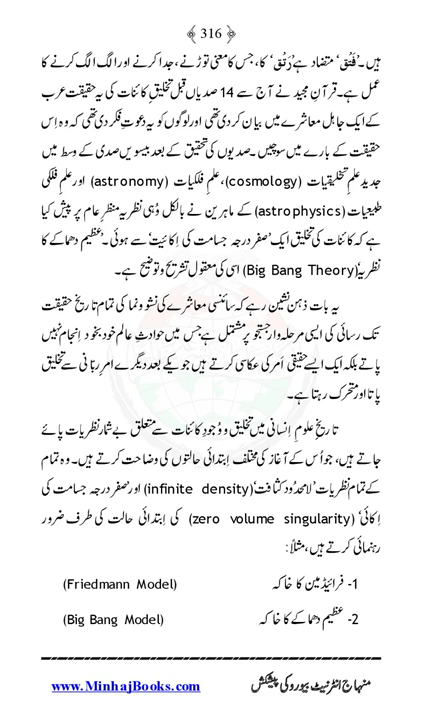 ﴿ 316 ﴾
ہیں۔ ’فَتْق‘ متضاد ہے ’رَتْق‘ کا، جس کا معنی توڑنے، جدا کرنے اور الگ الگ کرنے کا
عمل ہے۔ قرآنِ مجید نے آج سے 14 صدیاں قبل تخلیقِ کائنات کی یہ حقیقت عرب
کے ایک جاہل معاشرے میں بیان کر دی تھی اور لوگوں کو یہ دعوتِ فکر دی تھی کہ وہ اِس
حقیقت کے بارے میں سوچیں۔ صدیوں کی تحقیق کے بعد بیسویں صدی کے وسط میں
جدید علمِ تخلیقیات (cosmology)، علمِ فلکیات (astronomy) اور علمِ فلکی
طبیعیات (astrophysics) کے ماہرین نے بالکل وُہی نظریہ منظرِ عام پر پیش کیا
ہے کہ کائنات کی تخلیق ایک ’صفر درجہ جسامت کی اِکائیت‘ سے ہوئی۔ ’عظیم دھماکے کا
نظریہ‘ (Big Bang Theory) اسی کی معقول تشریح و توضیح ہے۔
یہ بات ذہن نشین رہے کہ سائنسی معاشرے کی نشوونما کی تمام تاریخ حقیقت
تک رسائی کی ایسی مرحلہ وار جستجو پر مشتمل ہے جس میں حوادثِ عالم خود بخود اِنجام نہیں
پاتے بلکہ ایک ایسے حقیقی اَمر کی عکاسی کرتے ہیں جو یکے بعد دیگرے امرِ ربّانی سے تخلیق
پاتا اور متحرک رہتا ہے۔
تاریخِ علومِ اِنسانی میں تخلیق و وُجودِ کائنات سے متعلق بے شمار نظریات پائے
جاتے ہیں، جو اُس کے آغاز کی مختلف اِبتدائی حالتوں کی وضاحت کرتے ہیں۔ وہ تمام
کے تمام نظریات ’لامحدُود کثافت‘ (infinite density) اور ’صفر درجہ جسامت کی
اِکائی‘ (zero volume singularity) کی اِبتدائی حالت کی طرف ضرور
رہنمائی کرتے ہیں، مثلاً:
1- فرائیڈمین کا خاکہ (Friedmann Model)
2- عظیم دھماکے کا خاکہ (Big Bang Model)
منہاج انٹرنیٹ بیورو کی پیشکش www.MinhajBooks.com